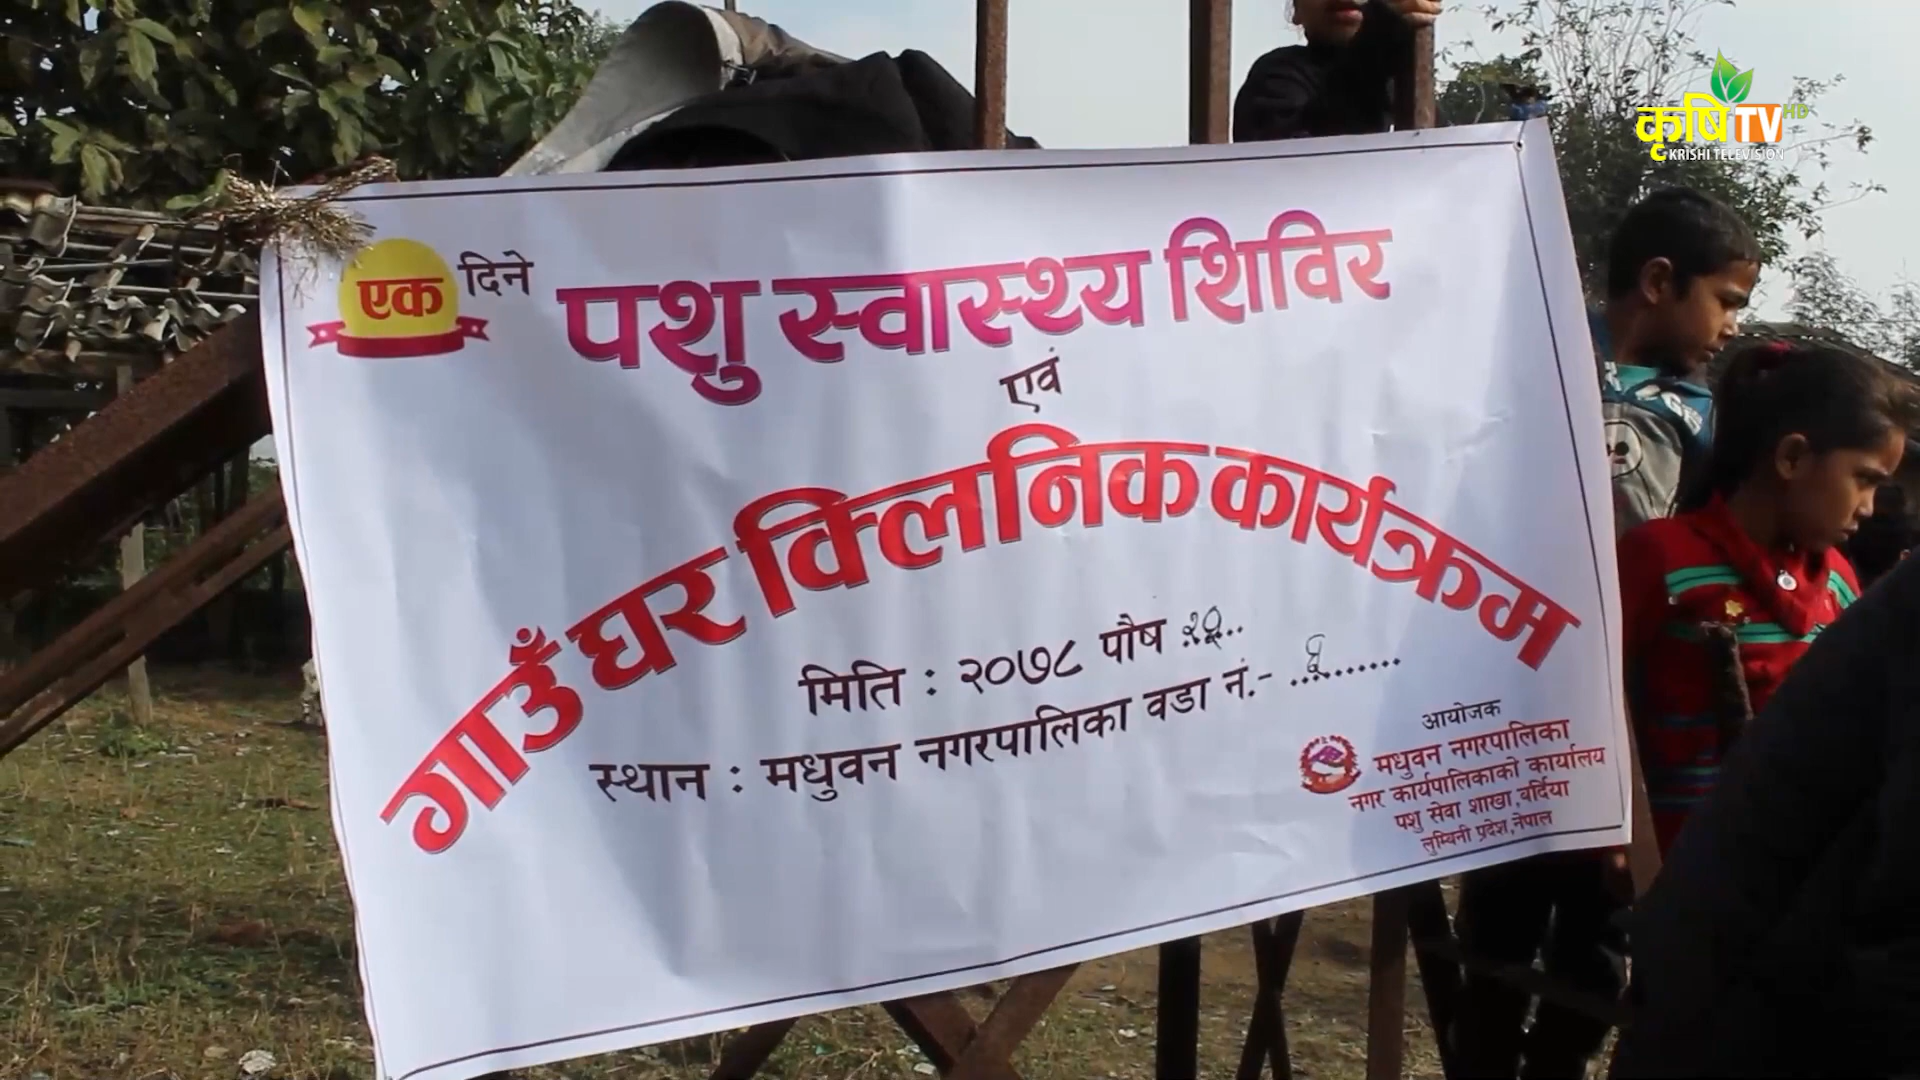 कृषि TV HD
KRISHI TELEVISION
एक दिने पशु स्वास्थ्य शिविर
एवं
गाउँ घर क्लिनिक कार्यक्रम
मिति : २०७८ पौष ..
स्थान : मधुवन नगरपालिका वडा नं.- ........
आयोजक
मधुवन नगरपालिका
नगर कार्यपालिकाको कार्यालय
पशु सेवा शाखा, बर्दिया
लुम्बिनी प्रदेश, नेपाल